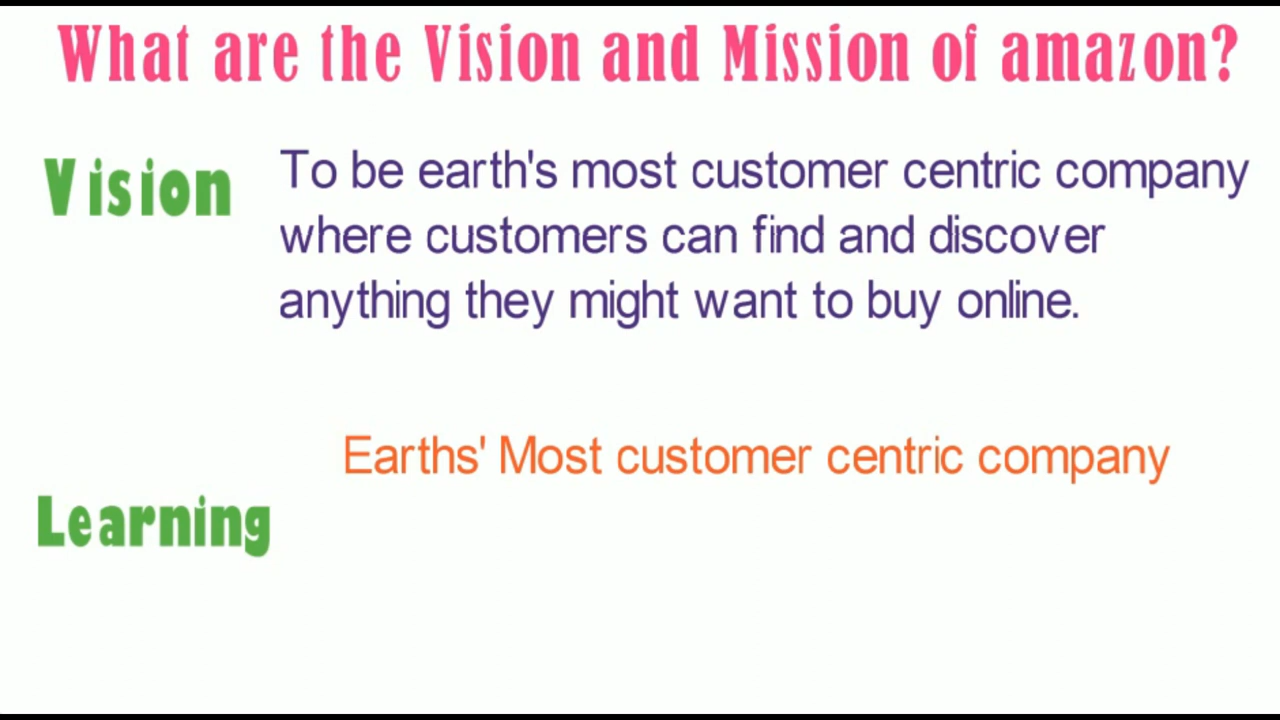 What are the Vision and Mission of amazon?
Vision
To be earth's most customer centric company
where customers can find and discover
anything they might want to buy online.
Earths' Most customer centric company
Learning